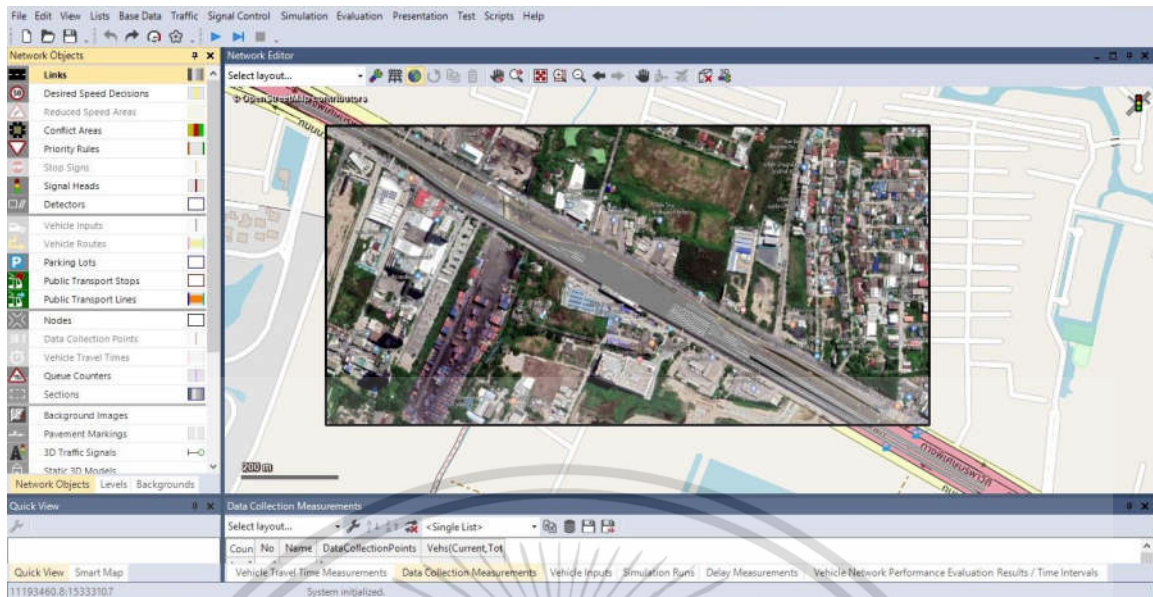 File Edit View Lists Base Data Traffic Signal Control Simulation Evaluation Presentation Test Scripts Help
Network Objects
Network Editor
Links
Desired Speed Decisions
Reduced Speed Areas
Conflict Areas
Priority Rules
Stop Signs
Signal Heads
Detectors
Vehicle Inputs
Vehicle Routes
Parking Lots
Public Transport Stops
Public Transport Lines
Nodes
Data Collection Points
Vehicle Travel Times
Queue Counters
Sections
Background Images
Pavement Markings
3D Traffic Signals
Static 3D Models
Network Objects Levels Backgrounds
Select layout...
© OpenStreetMap contributors
200 m
Quick View
Quick View Smart Map
Data Collection Measurements
Select layout... <Single List>
Coun No Name DataCollectionPoints Vehs(Current,Tot
Vehicle Travel Time Measurements Data Collection Measurements Vehicle Inputs Simulation Runs Delay Measurements Vehicle Network Performance Evaluation Results / Time Intervals
11193460.8:1533310.7 System initialized.